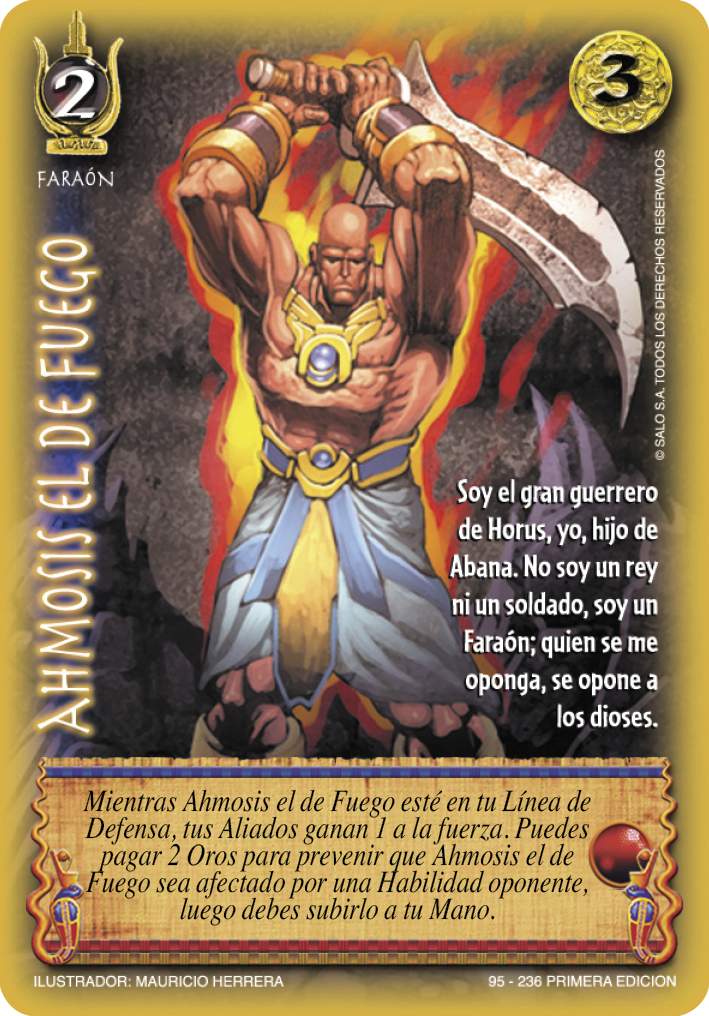 2
3
FARAÓN
AHMOSIS EL DE FUEGO
© SALO S.A. TODOS LOS DERECHOS RESERVADOS
Soy el gran guerrero
de Horus, yo, hijo de
Abana. No soy un rey
ni un soldado, soy un
Faraón; quien se me
oponga, se opone a
los dioses.
Mientras Ahmosis el de Fuego esté en tu Línea de
Defensa, tus Aliados ganan 1 a la fuerza. Puedes
pagar 2 Oros para prevenir que Ahmosis el de
Fuego sea afectado por una Habilidad oponente,
luego debes subirlo a tu Mano.
ILUSTRADOR: MAURICIO HERRERA
95 - 236 PRIMERA EDICION